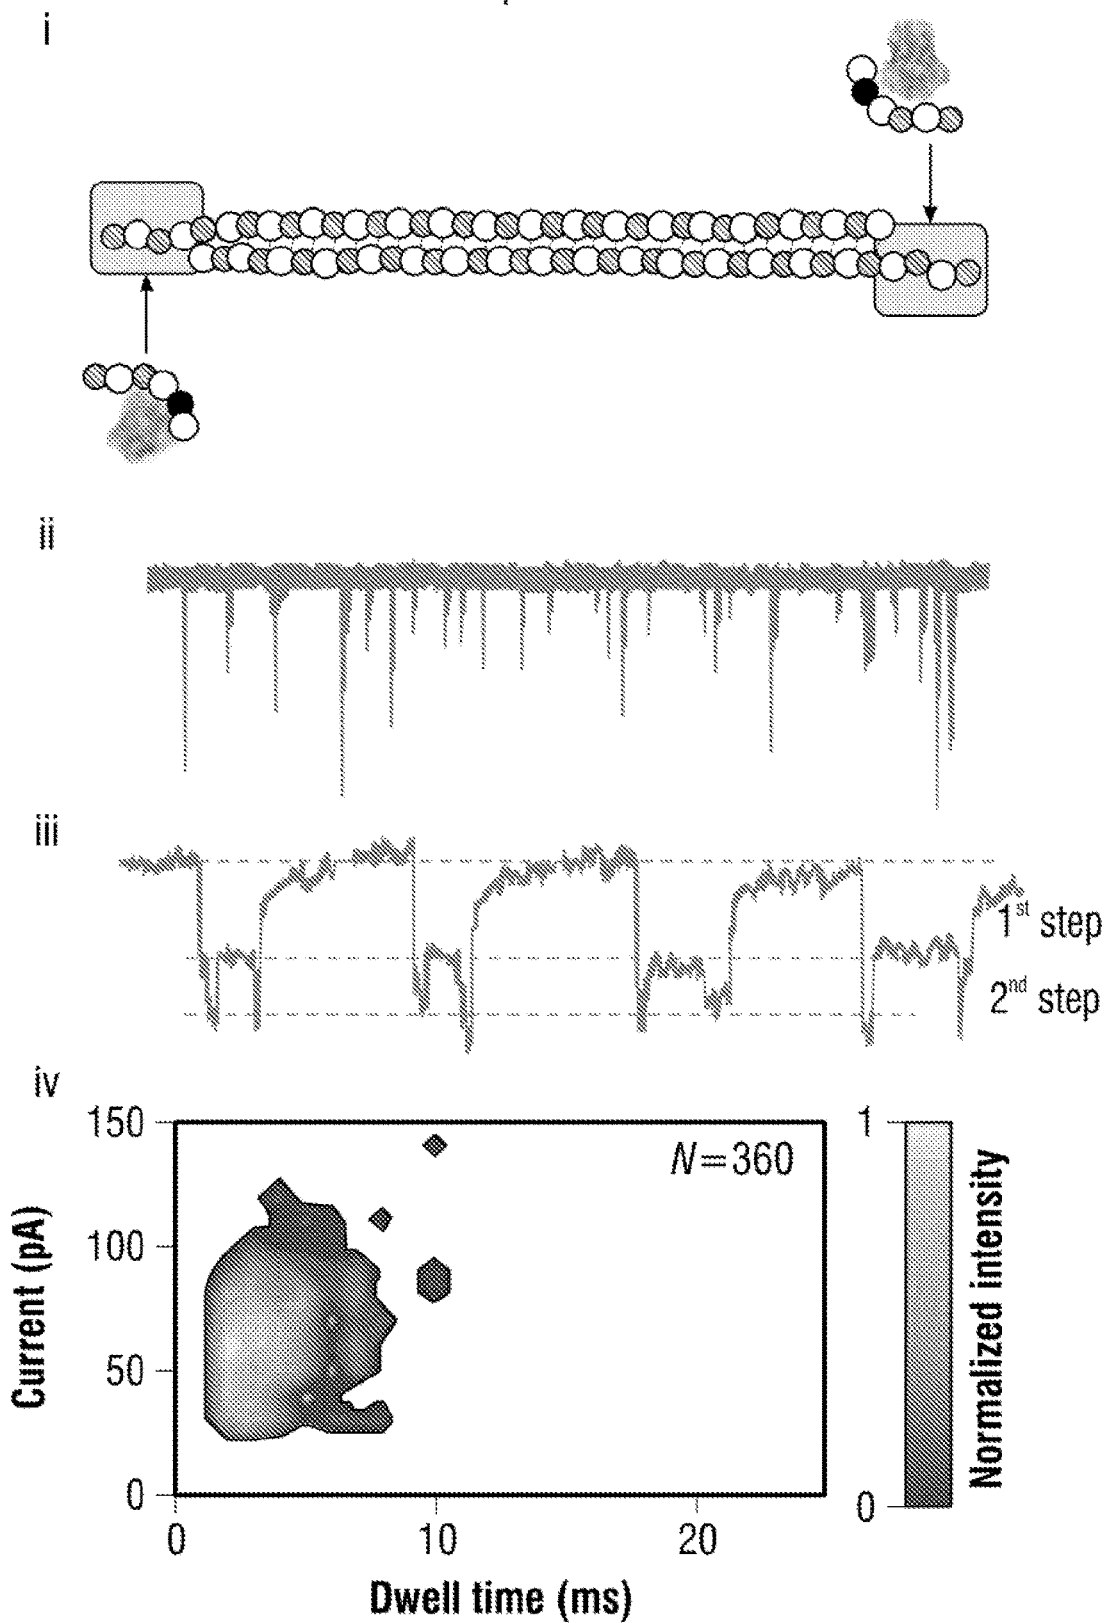 i
ii
iii
1st step
2nd step
iv
150
100
50
0
Current (pA)
N=360
0
10
20
Dwell time (ms)
1
0
Normalized intensity